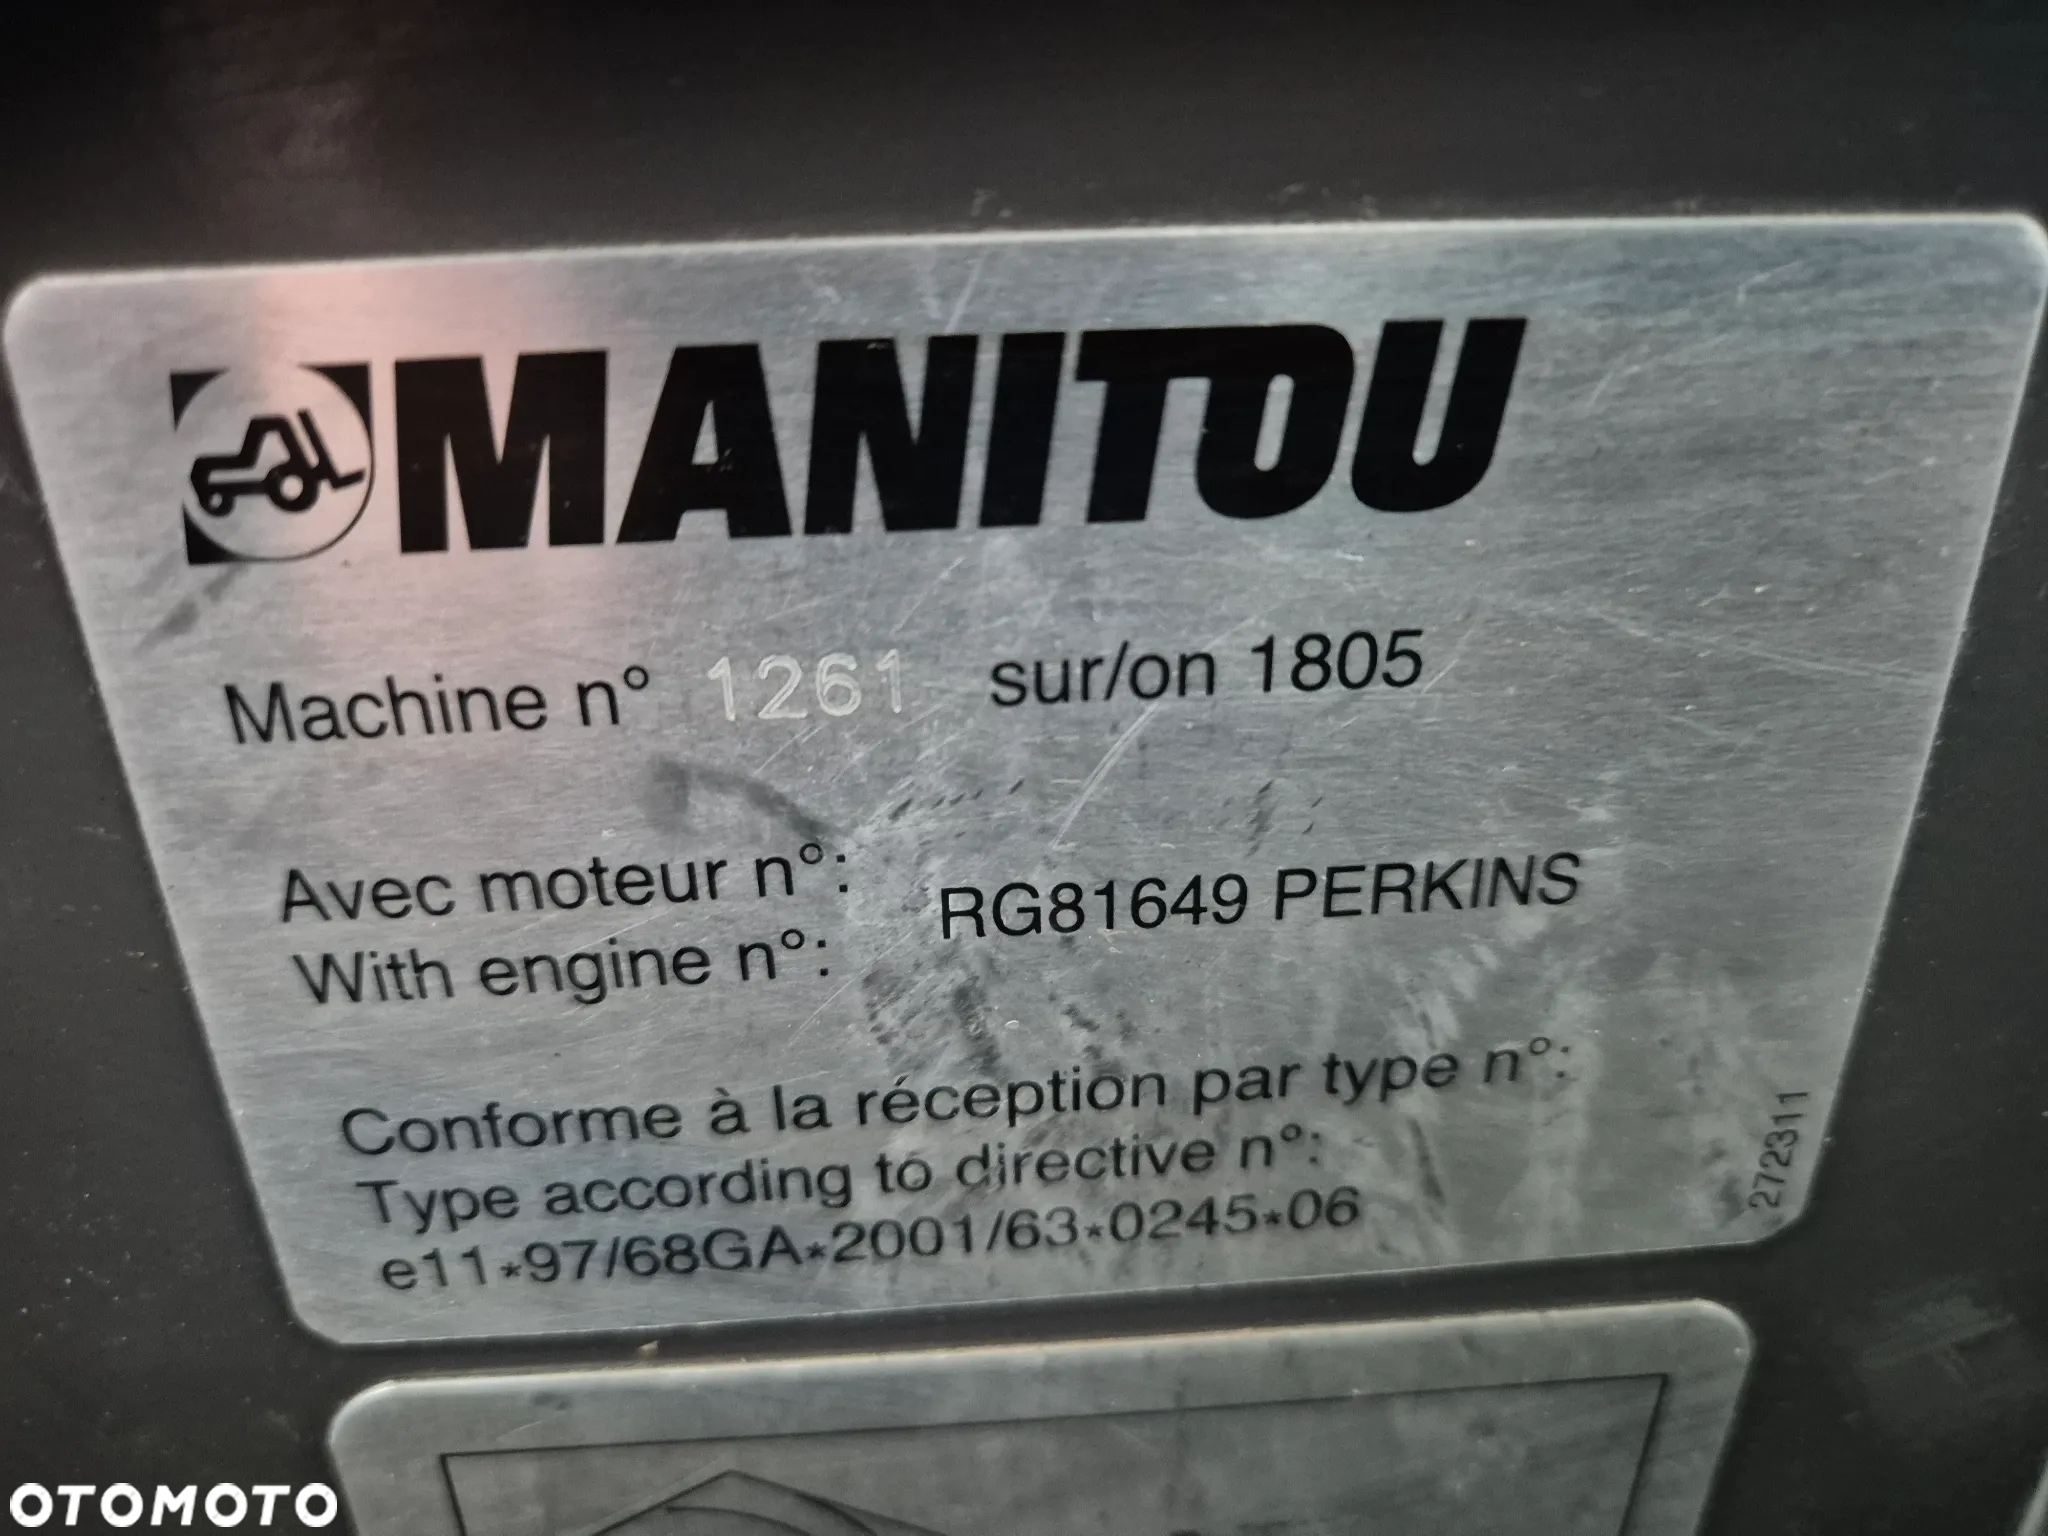 MANITOU
Machine n° 1261 sur/on 1805
Avec moteur n°:
With engine n°:
RG81649 PERKINS
Conforme à la réception par type n°:
Type according to directive n°:
e11*97/68GA*2001/63*0245*06
272311
OTOMOTO